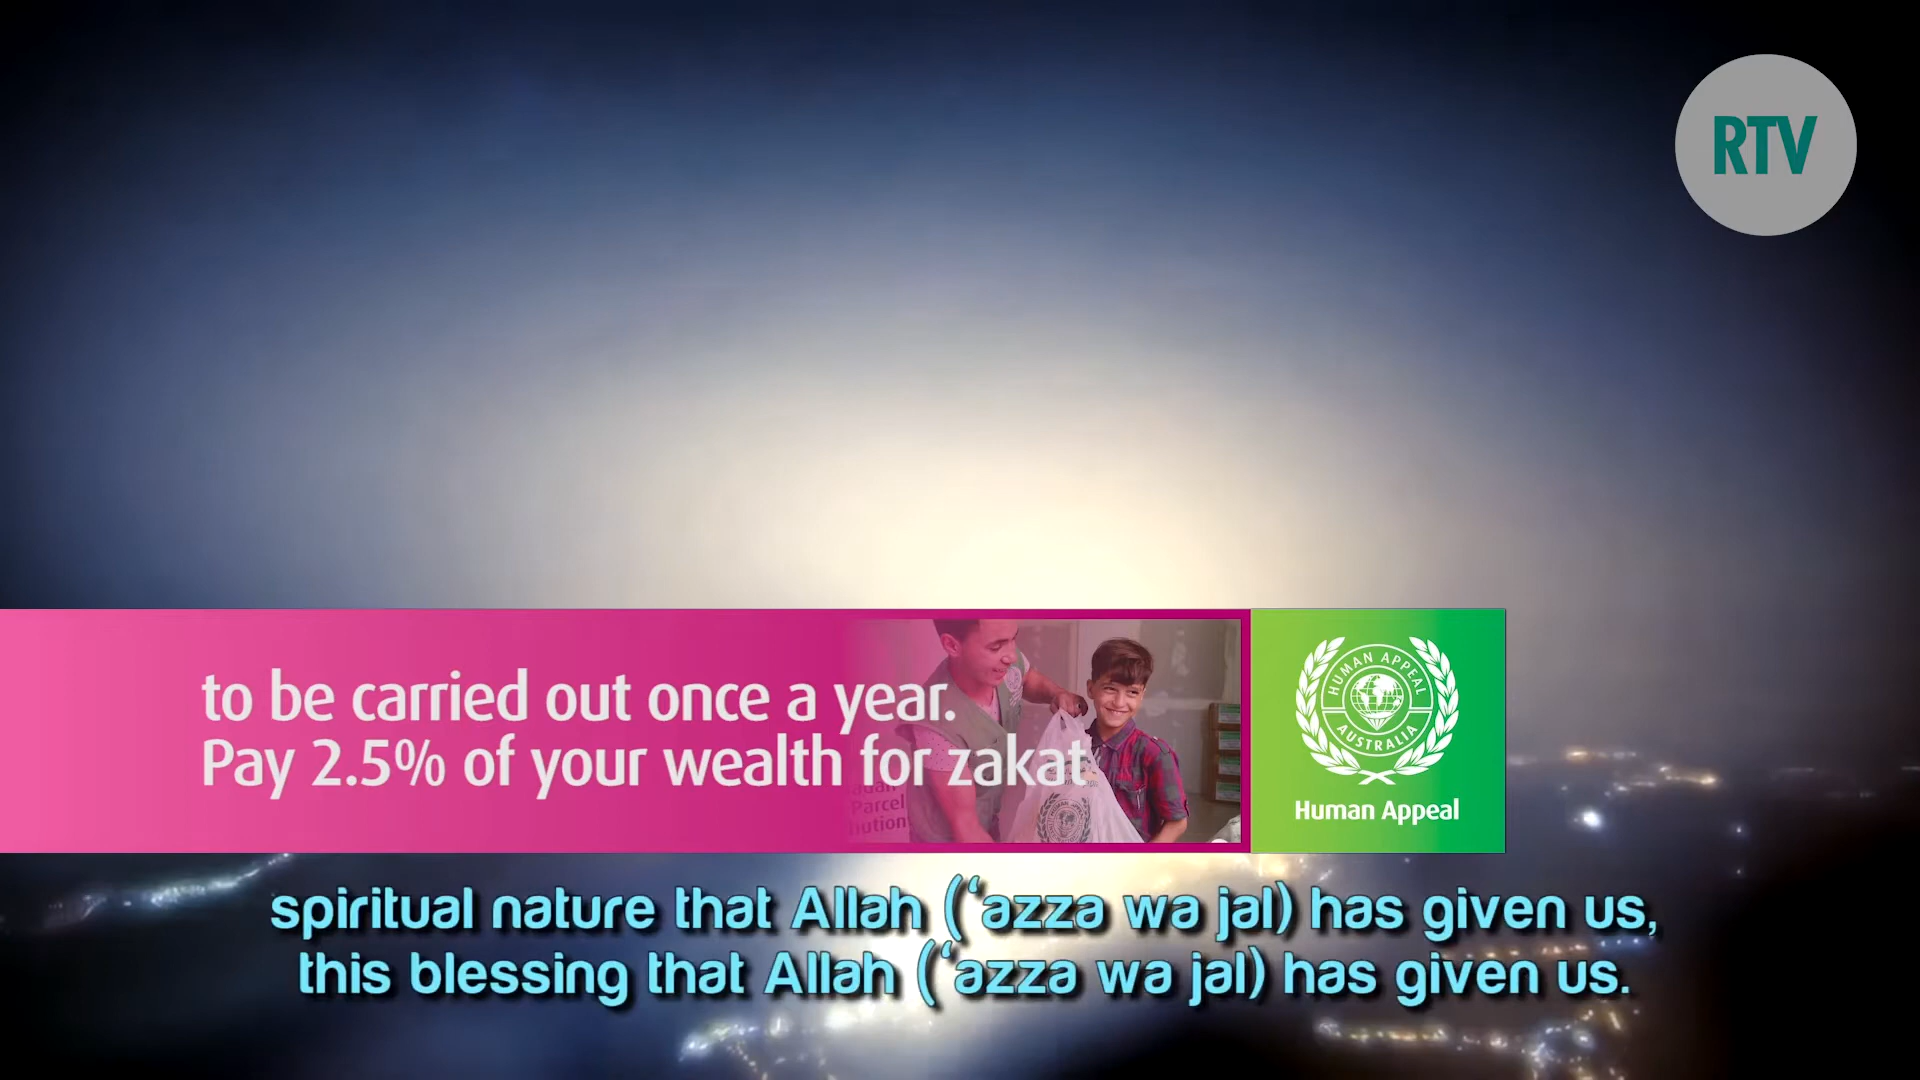 RTV
to be carried out once a year.
Pay 2.5% of your wealth for zakat
Parcel
HUMAN APPEAL
AUSTRALIA
Human Appeal
spiritual nature that Allah (‘azza wa jal) has given us,
this blessing that Allah (‘azza wa jal) has given us.